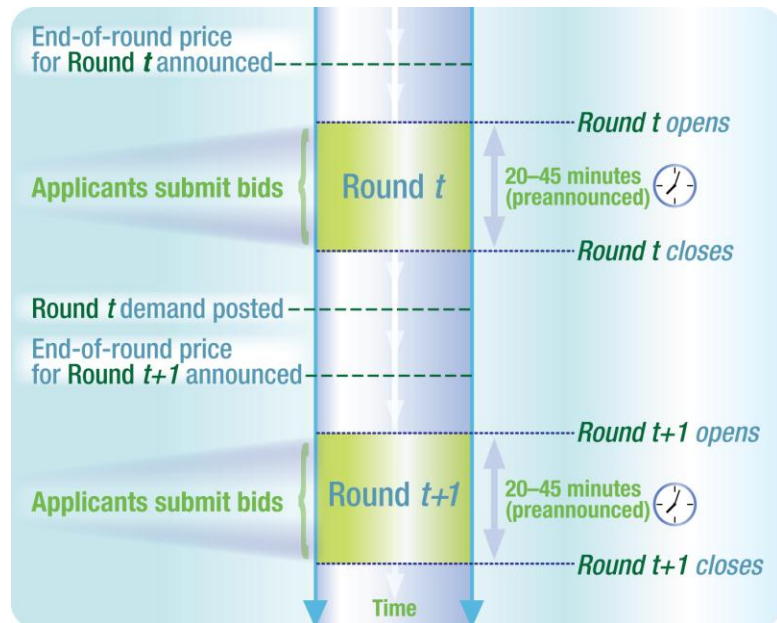 End-of-round price
for Round t announced
Round t opens
Applicants submit bids
Round t
20–45 minutes
(preannounced)
Round t closes
Round t demand posted
End-of-round price
for Round t+1 announced
Round t+1 opens
Applicants submit bids
Round t+1
20–45 minutes
(preannounced)
Round t+1 closes
Time